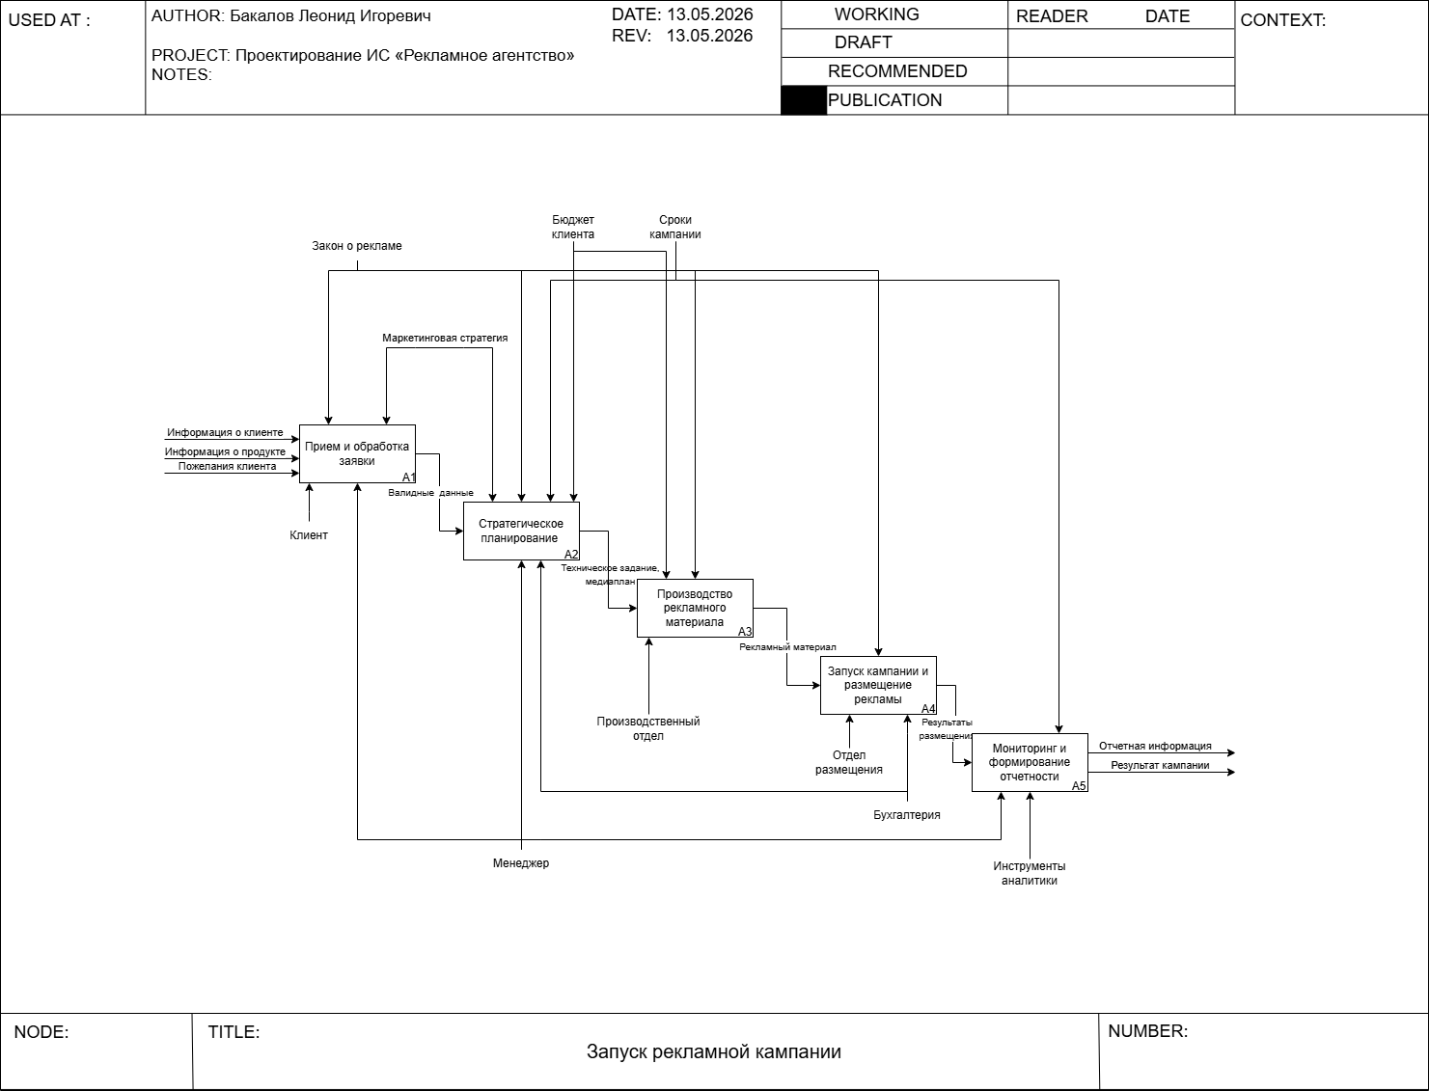 USED AT :
AUTHOR: Бакалов Леонид Игоревич
PROJECT: Проектирование ИС «Рекламное агентство»
NOTES:
DATE: 13.05.2026
REV: 13.05.2026
WORKING
DRAFT
RECOMMENDED
PUBLICATION
READER DATE
CONTEXT:
Бюджет
клиента
Сроки
кампании
Закон о рекламе
Маркетинговая стратегия
Информация о клиенте
Информация о продукте
Пожелания клиента
Прием и обработка
заявки
A1
Валидные данные
Клиент
Стратегическое
планирование
A2
Техническое задание,
медиаплан
Производство
рекламного
материала
A3
Рекламный материал
Производственный
отдел
Запуск кампании и
размещение
рекламы
A4
Результаты
размещения
Отдел
размещения
Мониторинг и
формирование
отчетности
A5
Отчетная информация
Результат кампании
Бухгалтерия
Менеджер
Инструменты
аналитики
NODE:
TITLE:
Запуск рекламной кампании
NUMBER: